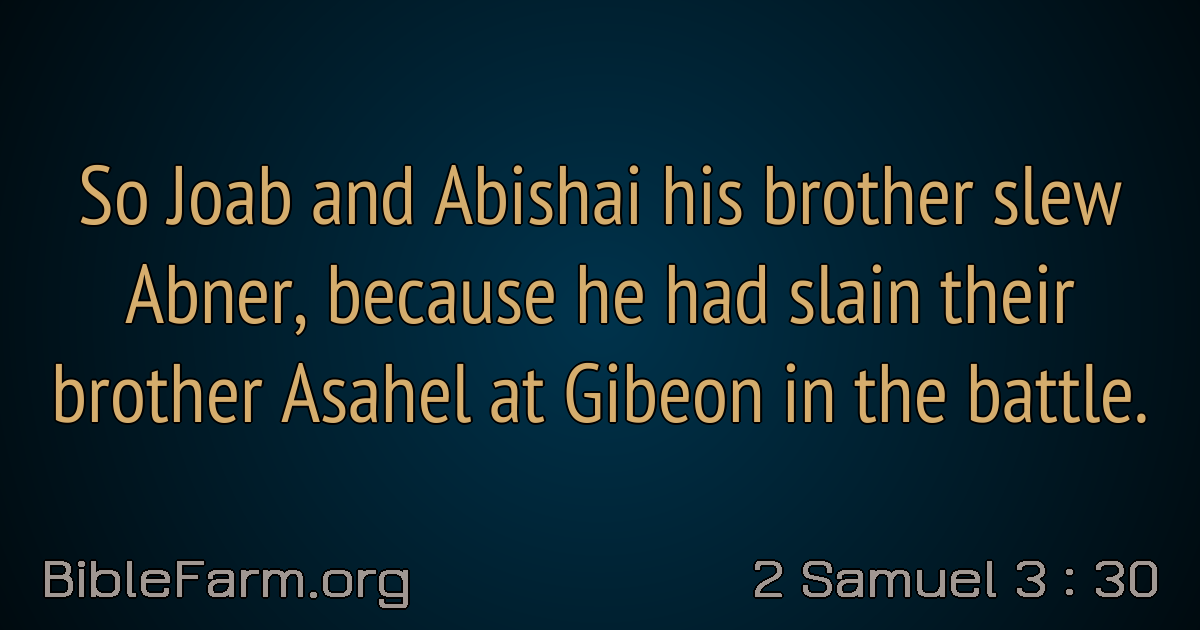 So Joab and Abishai his brother slew
Abner, because he had slain their
brother Asahel at Gibeon in the battle.
BibleFarm.org
2 Samuel 3 : 30